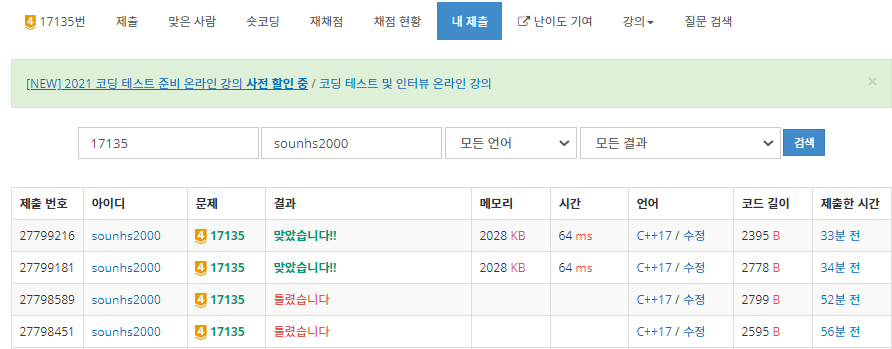 4 17135번 제출 맞은 사람 숏코딩 재채점 채점 현황 내 제출 난이도 기여 강의 질문 검색
[NEW] 2021 코딩 테스트 준비 온라인 강의 사전 할인 중 / 코딩 테스트 및 인터뷰 온라인 강의 ×
17135 sounhs2000 모든 언어 모든 결과 검색
제출 번호 아이디 문제 결과 메모리 시간 언어 코드 길이 제출한 시간
27799216 sounhs2000 4 17135 맞았습니다!! 2028 KB 64 ms C++17 / 수정 2395 B 33분 전
27799181 sounhs2000 4 17135 맞았습니다!! 2028 KB 64 ms C++17 / 수정 2778 B 34분 전
27798589 sounhs2000 4 17135 틀렸습니다 C++17 / 수정 2799 B 52분 전
27798451 sounhs2000 4 17135 틀렸습니다 C++17 / 수정 2595 B 56분 전